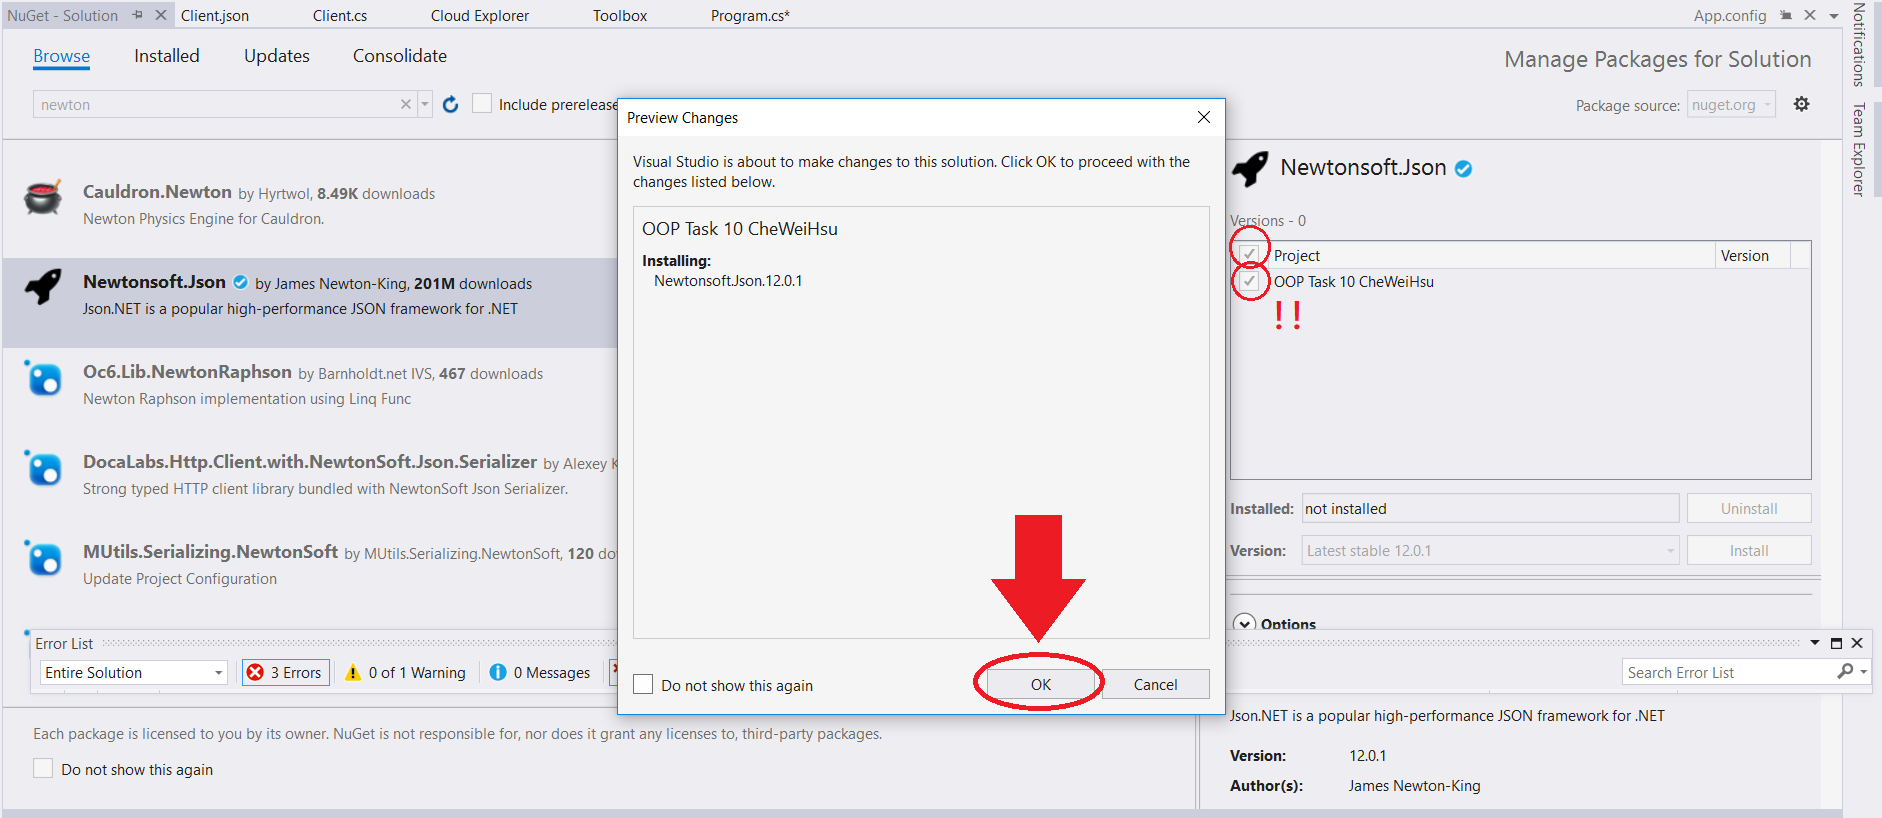 NuGet - Solution
Client.json
Client.cs
Cloud Explorer
Toolbox
Program.cs*
App.config
Browse
Installed
Updates
Consolidate
Manage Packages for Solution
newton
Include prerelease
Package source:
nuget.org
Notifications
Team Explorer
Cauldron.Newton by Hyrtwol, 8.49K downloads
Newton Physics Engine for Cauldron.
Newtonsoft.Json by James Newton-King, 201M downloads
Json.NET is a popular high-performance JSON framework for .NET
Oc6.Lib.NewtonRaphson by Barnholdt.net IVS, 467 downloads
Newton Raphson implementation using Linq Func
DocaLabs.Http.Client.with.NewtonSoft.Json.Serializer by Alexey
Strong typed HTTP client library bundled with NewtonSoft Json Serializer.
MUtils.Serializing.NewtonSoft by MUtils.Serializing.NewtonSoft, 120
Update Project Configuration
Preview Changes
Visual Studio is about to make changes to this solution. Click OK to proceed with the
changes listed below.
OOP Task 10 CheWeiHsu
Installing:
Newtonsoft.Json.12.0.1
Do not show this again
OK
Cancel
Newtonsoft.Json
Versions - 0
Project
Version
OOP Task 10 CheWeiHsu
!!
Installed:
not installed
Uninstall
Version:
Latest stable 12.0.1
Install
Options
Error List
Entire Solution
3 Errors
0 of 1 Warning
0 Messages
Search Error List
Each package is licensed to you by its owner. NuGet is not responsible for, nor does it grant any licenses to, third-party packages.
Do not show this again
Json.NET is a popular high-performance JSON framework for .NET
Version:
12.0.1
Author(s):
James Newton-King